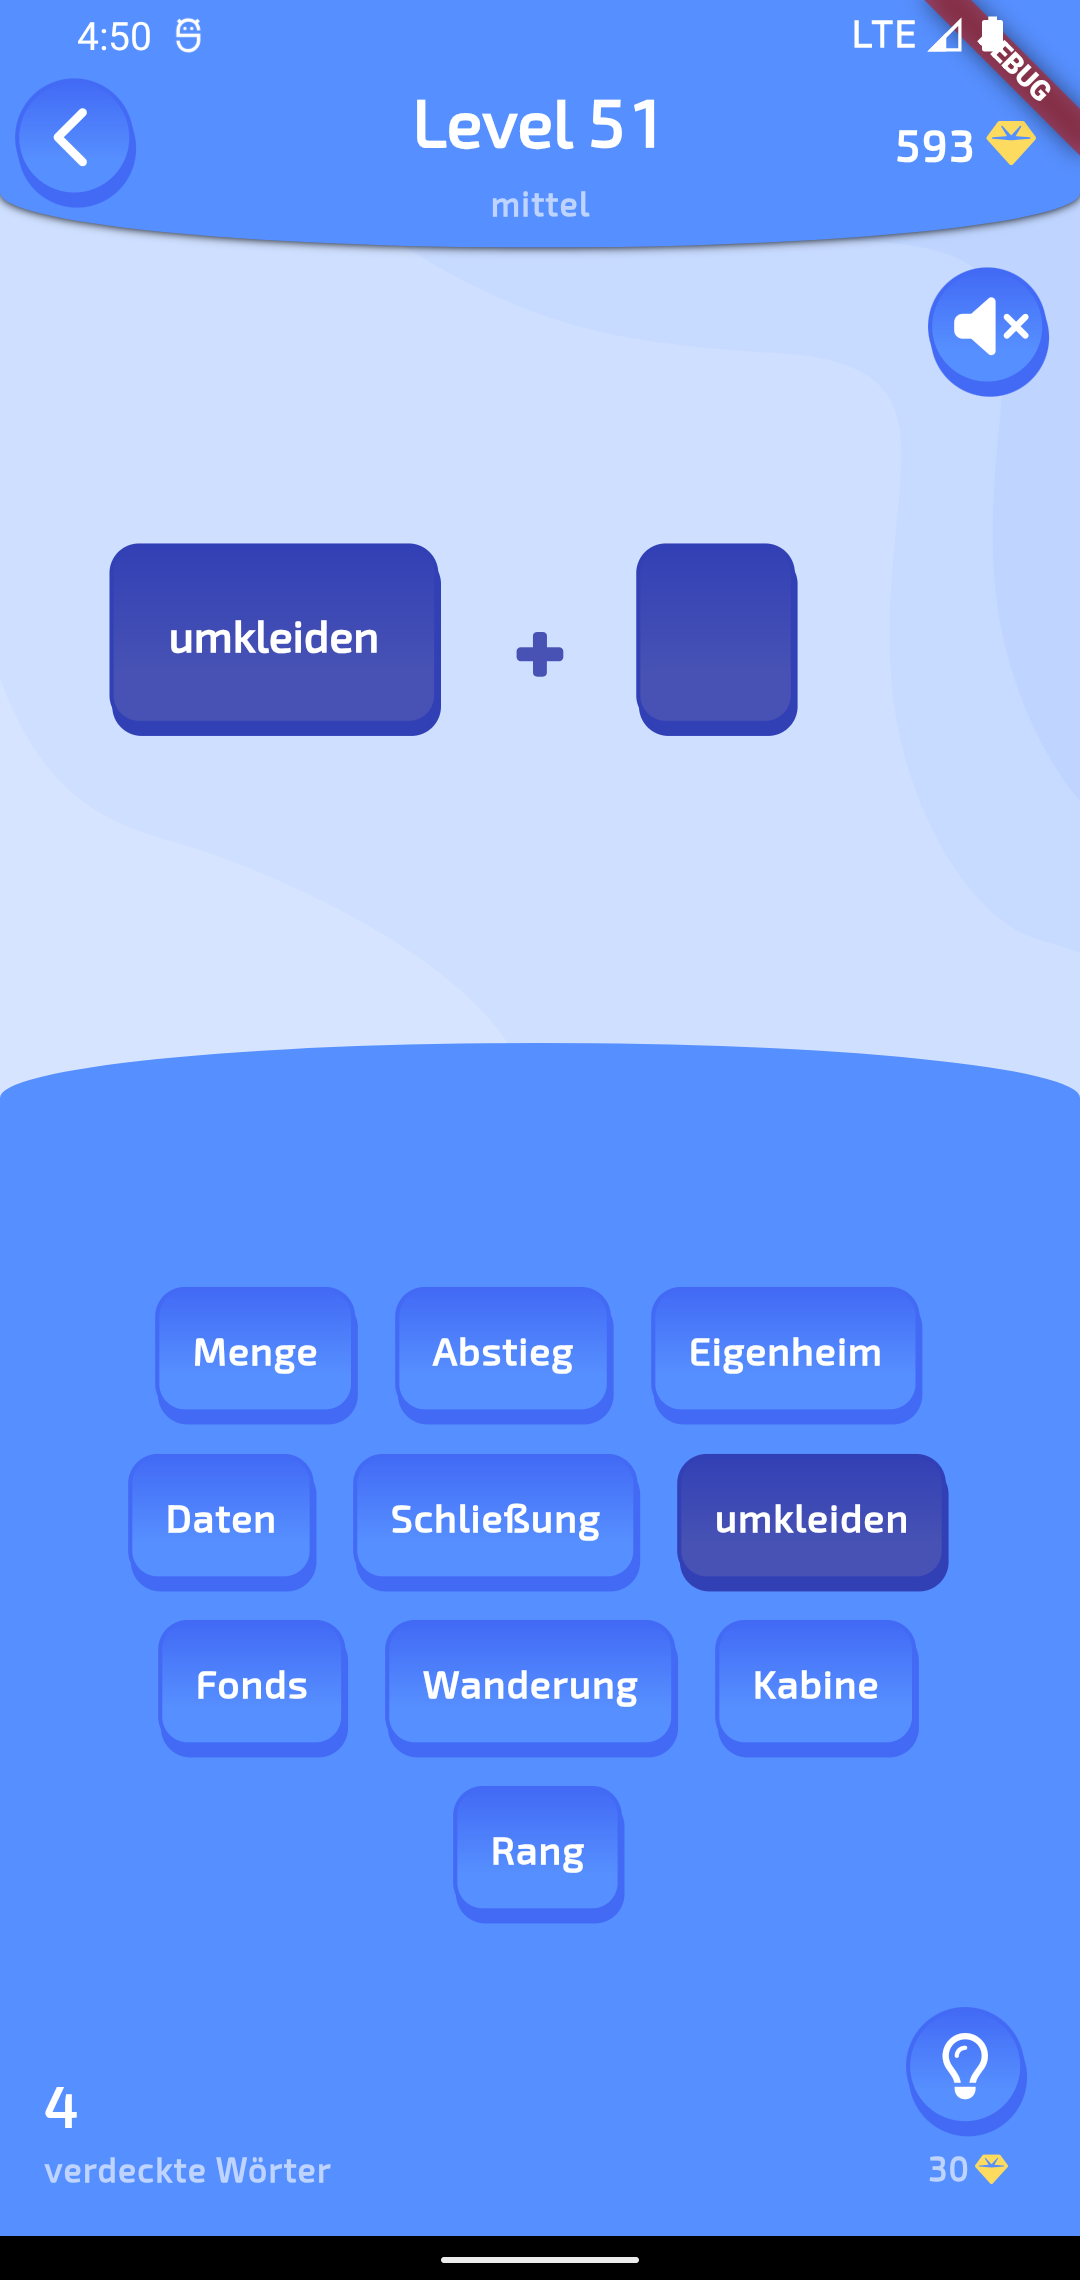 4:50
LTE
Level 51
593
mittel
umkleiden
Menge Abstieg Eigenheim
Daten Schließung umkleiden
Fonds Wanderung Kabine
Rang
4
verdeckte Wörter
30